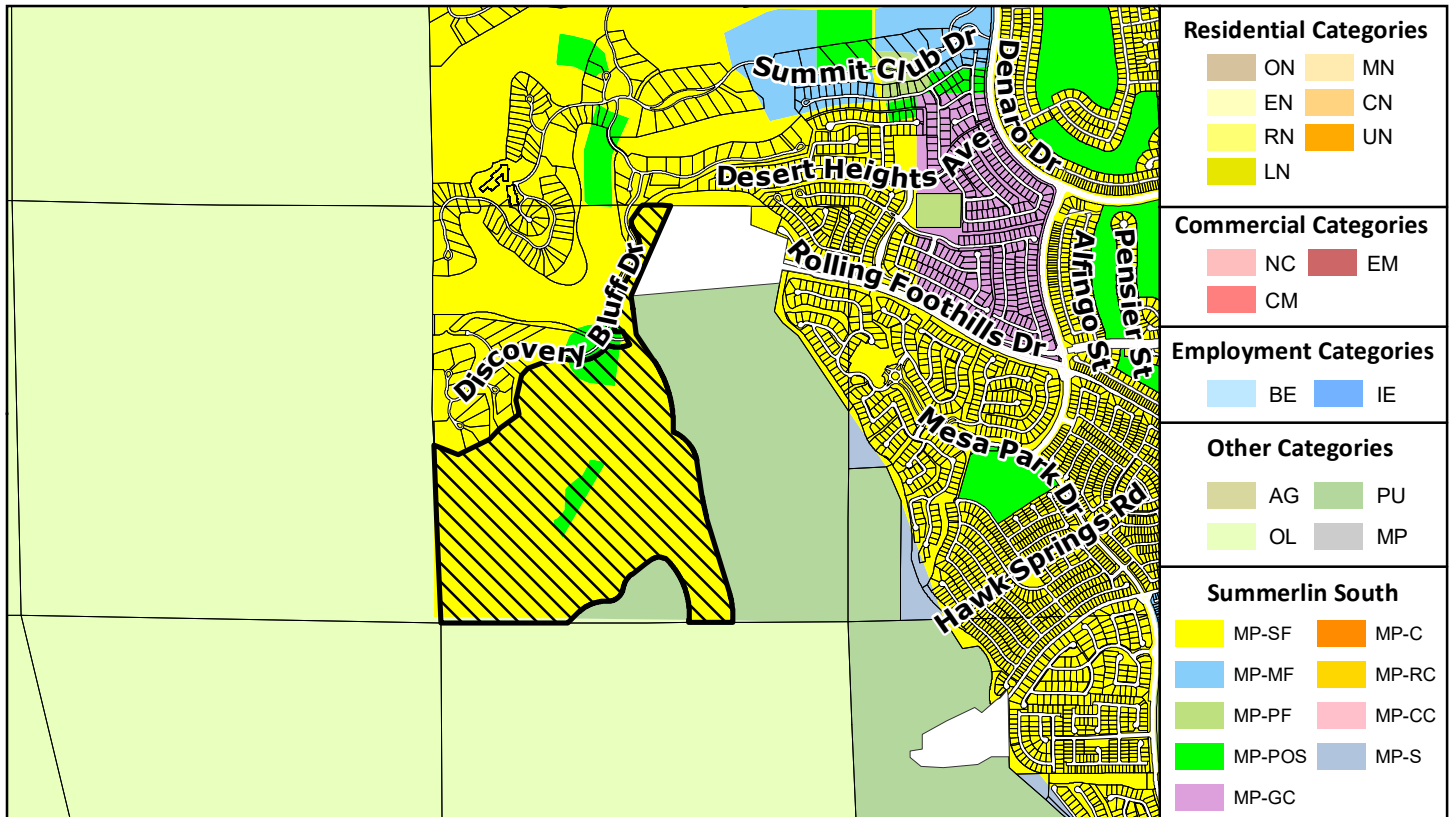 Summit Club Dr
Denaro Dr
Desert Heights Ave
Rolling Foothills Dr
Alfingo St
Pensier St
Discovery Bluff Dr
Mesa Park Dr
Hawk Springs Rd
Residential Categories
ON MN
EN CN
RN UN
LN
Commercial Categories
NC EM
CM
Employment Categories
BE IE
Other Categories
AG PU
OL MP
Summerlin South
MP-SF MP-C
MP-MF MP-RC
MP-PF MP-CC
MP-POS MP-S
MP-GC